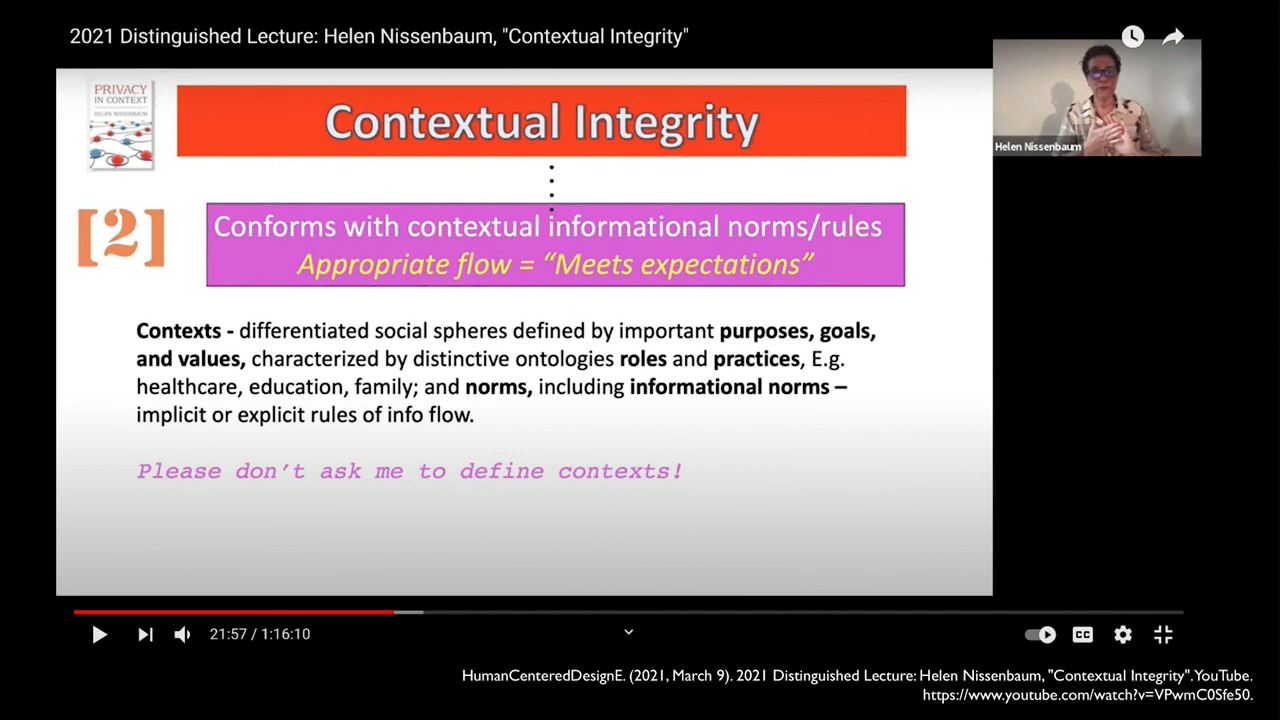 2021 Distinguished Lecture: Helen Nissenbaum, "Contextual Integrity"
PRIVACY
IN CONTEXT
HELEN NISSENBAUM
Contextual Integrity
Helen Nissenbaum
[2]
Conforms with contextual informational norms/rules
Appropriate flow = “Meets expectations”
Contexts - differentiated social spheres defined by important purposes, goals,
and values, characterized by distinctive ontologies roles and practices, E.g.
healthcare, education, family; and norms, including informational norms –
implicit or explicit rules of info flow.
Please don’t ask me to define contexts!
21:57 / 1:16:10
CC
HumanCenteredDesignE. (2021, March 9). 2021 Distinguished Lecture: Helen Nissenbaum, "Contextual Integrity". YouTube.
https://www.youtube.com/watch?v=VPwmC0Sfe50.